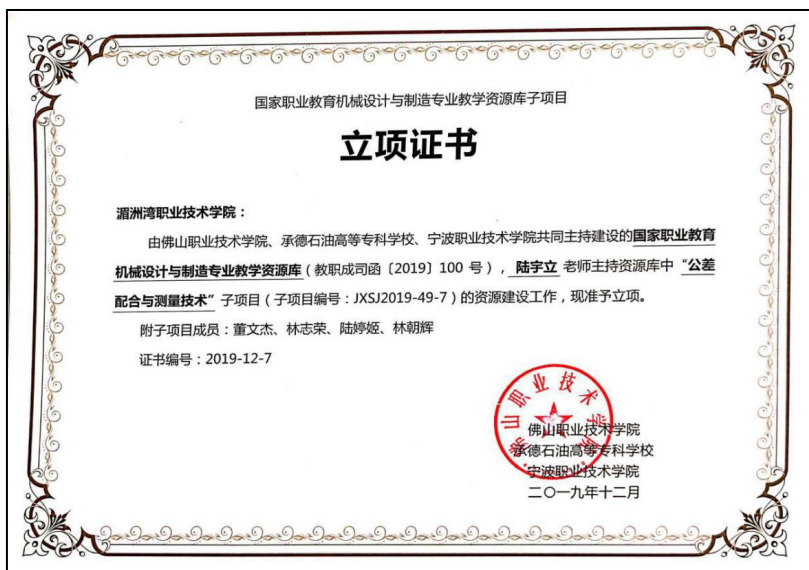 国家职业教育机械设计与制造专业教学资源库子项目
立项证书
湄洲湾职业技术学院：
由佛山职业技术学院、承德石油高等专科学校、宁波职业技术学院共同主持建设的国家职业教育
机械设计与制造专业教学资源库（教职成司函〔2019〕100 号），陆宇立 老师主持资源库中“公差
配合与测量技术”子项目（子项目编号：JXSJ2019-49-7）的资源建设工作，现准予立项。
附子项目成员：董文杰、林志荣、陆婷姬、林朝辉
证书编号：2019-12-7
佛山职业技术学院
佛山职业技术学院
承德石油高等专科学校
宁波职业技术学院
二〇一九年十二月